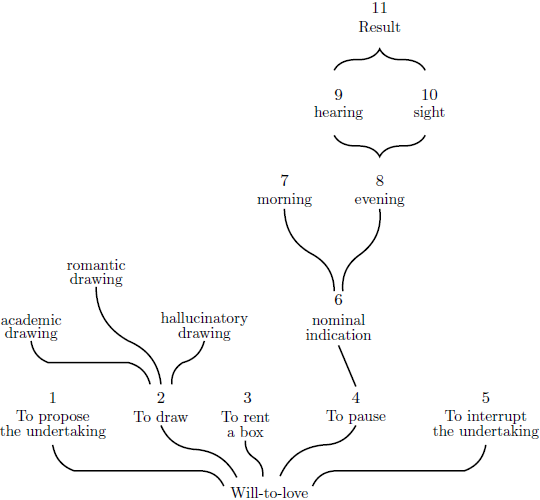 11
Result
9
hearing
10
sight
7
morning
8
evening
romantic
drawing
academic
drawing
hallucinatory
drawing
6
nominal
indication
1
To propose
the undertaking
2
To draw
3
To rent
a box
4
To pause
5
To interrupt
the undertaking
Will-to-love